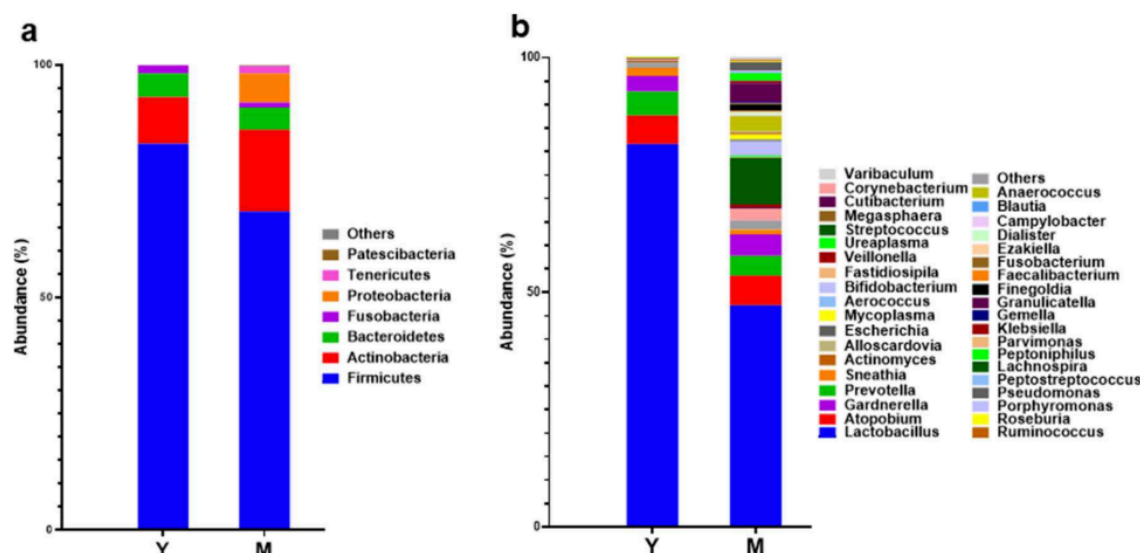 a
100
50
0
Abundance (%)
Y
M
Others
Patescibacteria
Tenericutes
Proteobacteria
Fusobacteria
Bacteroidetes
Actinobacteria
Firmicutes
b
100
50
0
Abundance (%)
Y
M
Varibaculum
Corynebacterium
Cutibacterium
Megasphaera
Streptococcus
Ureaplasma
Veillonella
Fastidiosipila
Bifidobacterium
Aerococcus
Mycoplasma
Escherichia
Alloscardovia
Actinomyces
Sneathia
Prevotella
Gardnerella
Atopobium
Lactobacillus
Others
Anaerococcus
Blautia
Campylobacter
Dialister
Ezakiella
Fusobacterium
Faecalibacterium
Finegoldia
Granulicatella
Gemella
Klebsiella
Parvimonas
Peptoniphilus
Lachnospira
Peptostreptococcus
Pseudomonas
Porphyromonas
Roseburia
Ruminococcus